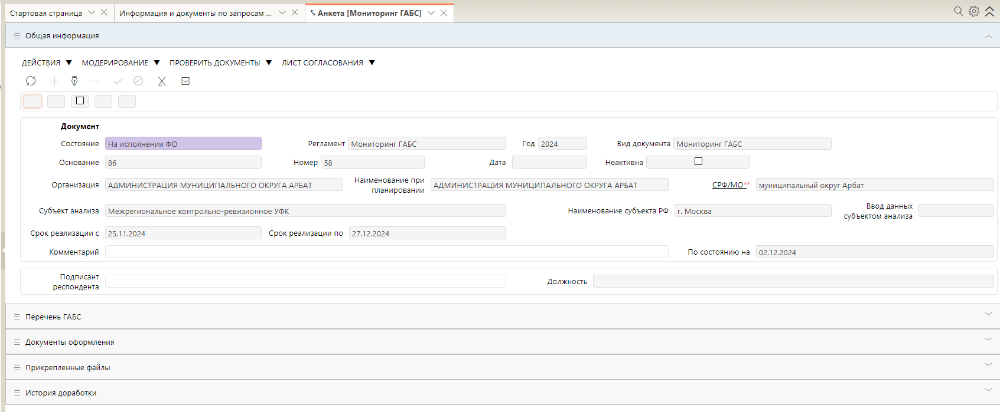 Стартовая страница Информация и документы по запросам ... Анкета [Мониторинг ГАБС]
Общая информация
ДЕЙСТВИЯ МОДЕРИРОВАНИЕ ПРОВЕРИТЬ ДОКУМЕНТЫ ЛИСТ СОГЛАСОВАНИЯ
Документ
Состояние На исполнении ФО Регламент Мониторинг ГАБС Год 2024 Вид документа Мониторинг ГАБС
Основание 86 Номер 58 Дата Неактивна
Организация АДМИНИСТРАЦИЯ МУНИЦИПАЛЬНОГО ОКРУГА АРБАТ Наименование при планировании АДМИНИСТРАЦИЯ МУНИЦИПАЛЬНОГО ОКРУГА АРБАТ СРФ/МО** муниципальный округ Арбат
Субъект анализа Межрегиональное контрольно-ревизионное УФК Наименование субъекта РФ г. Москва Ввод данных субъектом анализа
Срок реализации с 25.11.2024 Срок реализации по 27.12.2024
Комментарий По состоянию на 02.12.2024
Подписант респондента Должность
Перечень ГАБС
Документы оформления
Прикрепленные файлы
История доработки